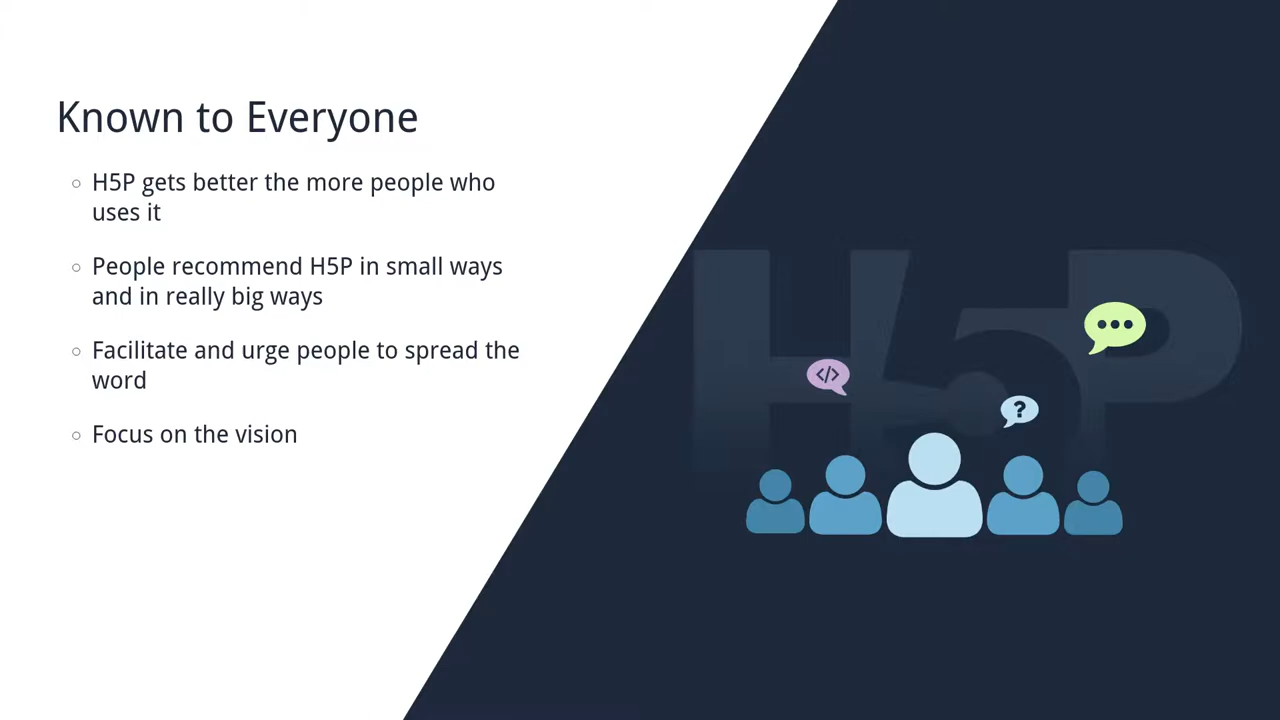 Known to Everyone
H5P gets better the more people who
uses it
People recommend H5P in small ways
and in really big ways
Facilitate and urge people to spread the
word
Focus on the vision
H5P
</>
?